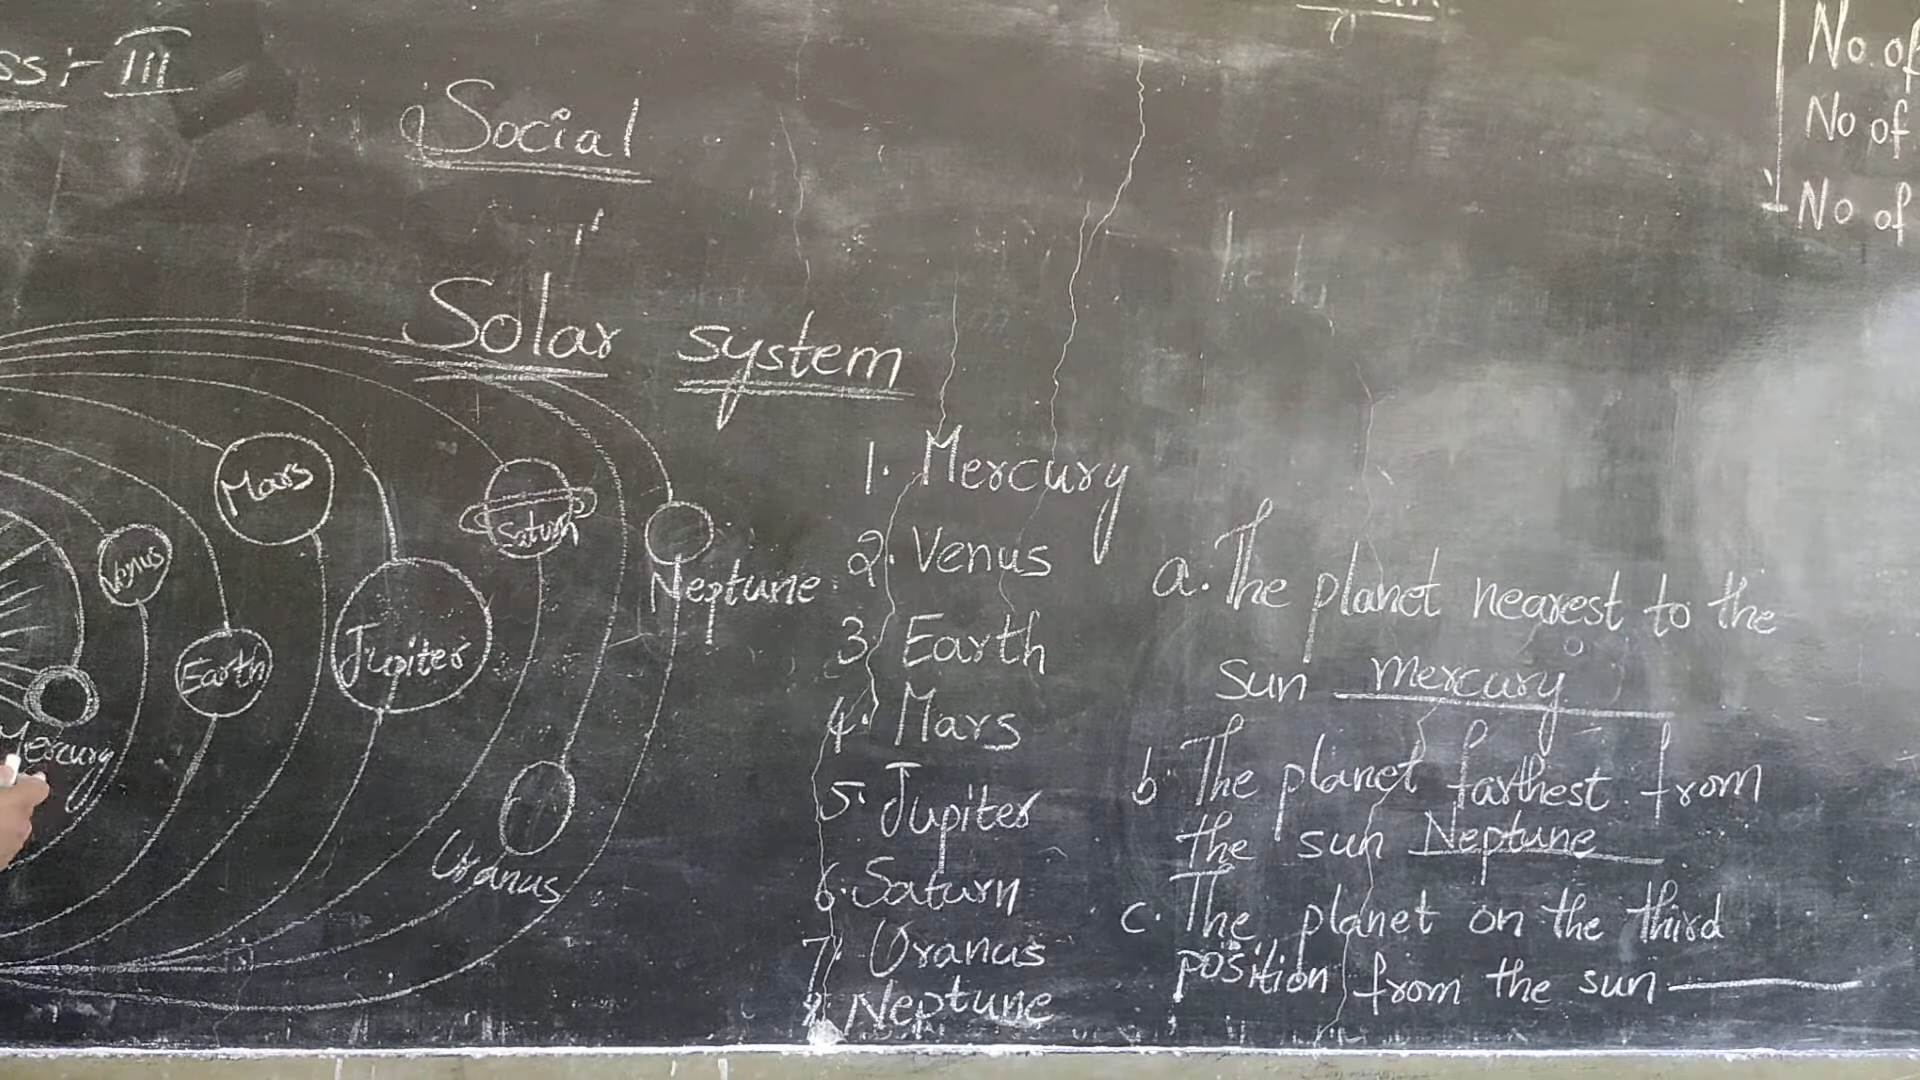 ss:- III
Social
Solar system
No. of
No of
No of
Mars
Saturn
Venus
Neptune
Earth
Jupiter
Mercury
Uranus
1. Mercury
2. Venus
3. Earth
4. Mars
5. Jupiter
6. Saturn
7. Uranus
8. Neptune
a. The planet nearest to the
sun mercury
b. The planet farthest from
the sun Neptune
c. The planet on the third
position from the sun